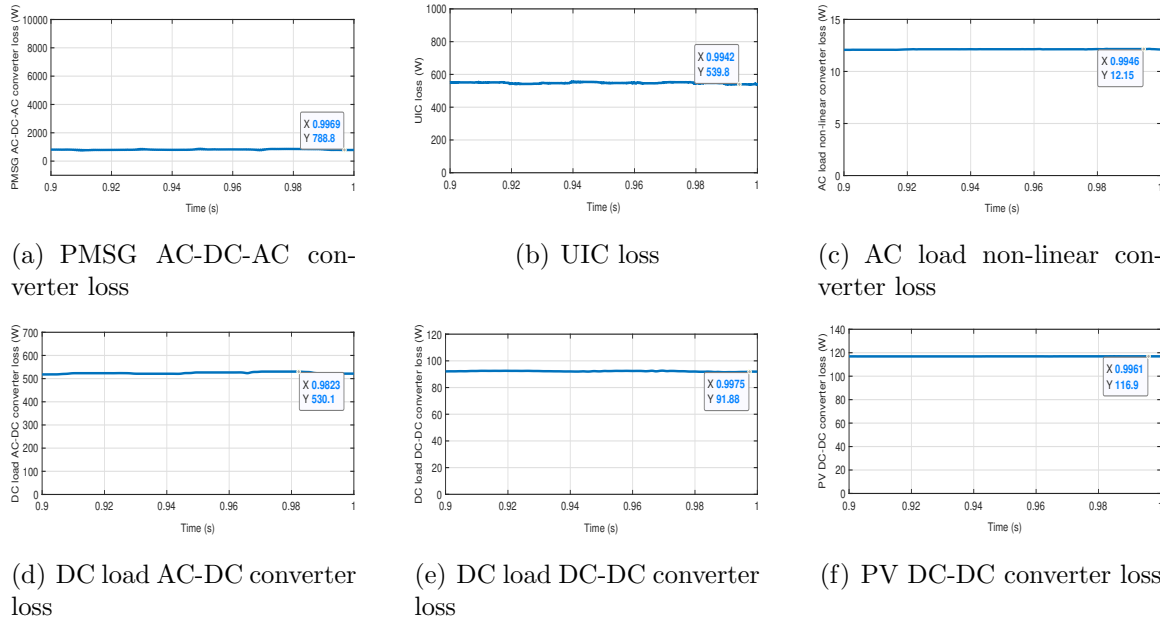 PMSG AC-DC-AC converter loss (W)
10000
8000
6000
4000
2000
0
X 0.9969
Y 788.8
0.9 0.92 0.94 0.96 0.98 1
Time (s)
(a) PMSG AC-DC-AC con-
verter loss
UIC loss (W)
1000
800
600
400
200
0
X 0.9942
Y 539.8
0.9 0.92 0.94 0.96 0.98 1
Time (s)
(b) UIC loss
AC load non-linear converter loss (W)
15
10
5
0
X 0.9946
Y 12.15
0.9 0.92 0.94 0.96 0.98
Time (s)
(c) AC load non-linear con-
verter loss
DC load AC-DC converter loss (W)
700
600
500
400
300
200
100
0
X 0.9823
Y 530.1
0.9 0.92 0.94 0.96 0.98 1
Time (s)
(d) DC load AC-DC converter
loss
DC load DC-DC converter loss (W)
120
100
80
60
40
20
0
X 0.9975
Y 91.88
0.9 0.92 0.94 0.96 0.98 1
Time (s)
(e) DC load DC-DC converter
loss
PV DC-DC converter loss (W)
140
120
100
80
60
40
20
0
X 0.9961
Y 116.9
0.9 0.92 0.94 0.96 0.98
Time (s)
(f) PV DC-DC converter loss